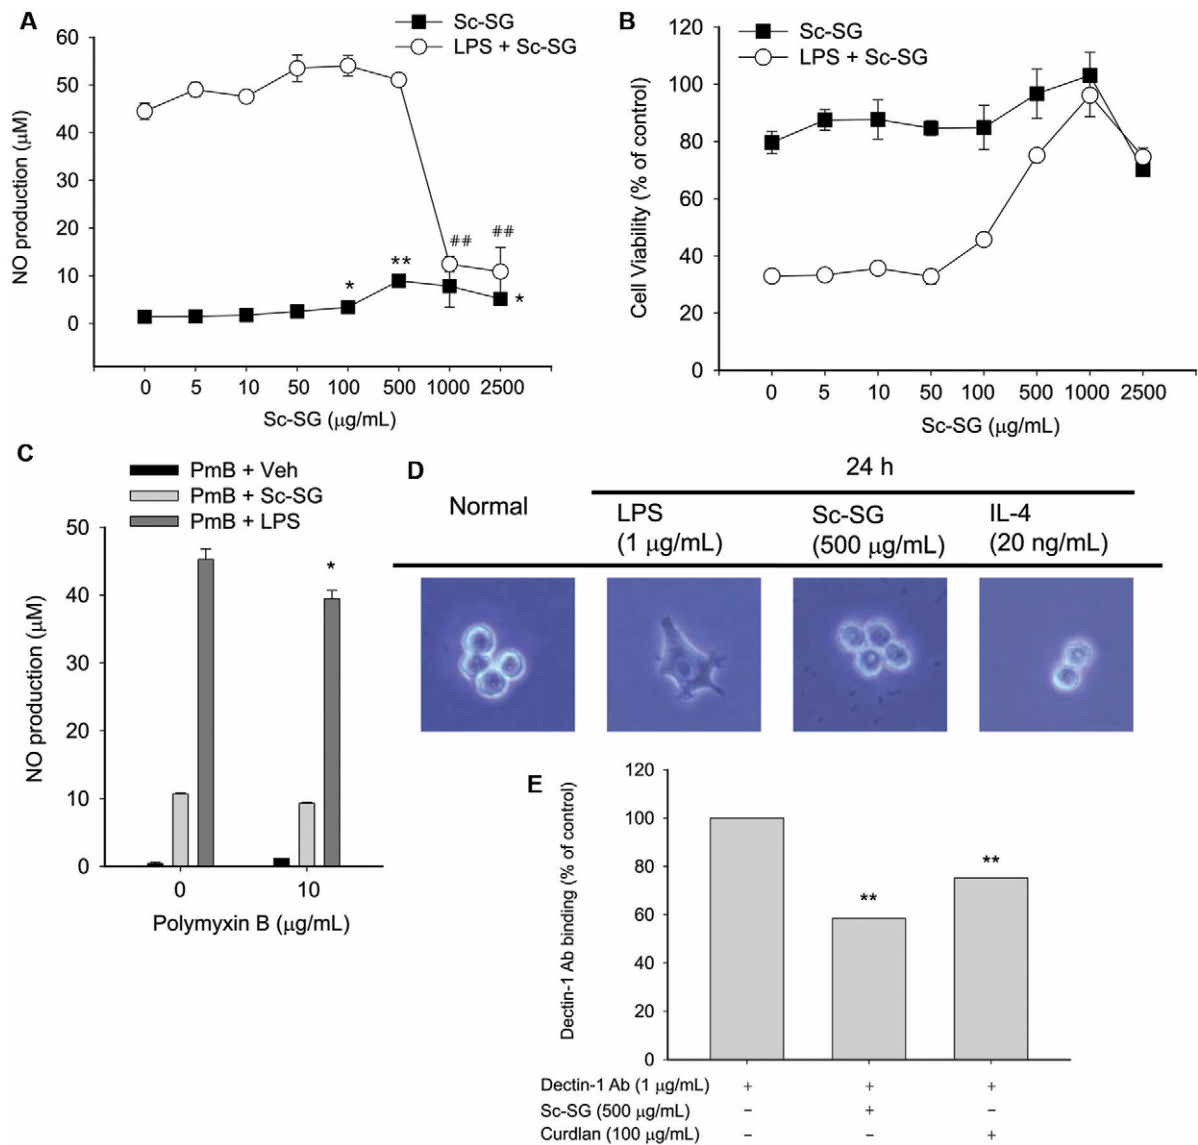 A
Sc-SG
LPS + Sc-SG
60
50
40
30
20
10
0
NO production (μM)
##
##
*
**
*
0 5 10 50 100 500 1000 2500
Sc-SG (μg/mL)
B
Sc-SG
LPS + Sc-SG
120
100
80
60
40
20
0
Cell Viability (% of control)
0 5 10 50 100 500 1000 2500
Sc-SG (μg/mL)
C
PmB + Veh
PmB + Sc-SG
PmB + LPS
50
40
30
20
10
0
NO production (μM)
*
0 10
Polymyxin B (μg/mL)
D
24 h
Normal
LPS
(1 μg/mL)
Sc-SG
(500 μg/mL)
IL-4
(20 ng/mL)
E
120
100
80
60
40
20
0
Dectin-1 Ab binding (% of control)
**
**
Dectin-1 Ab (1 μg/mL) + + +
Sc-SG (500 μg/mL) − + −
Curdlan (100 μg/mL) − − +